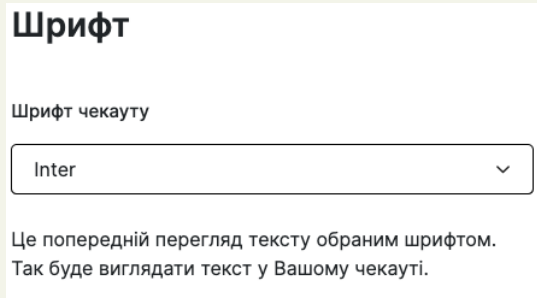 Шрифт
Шрифт чекауту
Inter
Це попередній перегляд тексту обраним шрифтом.
Так буде виглядати текст у Вашому чекауті.